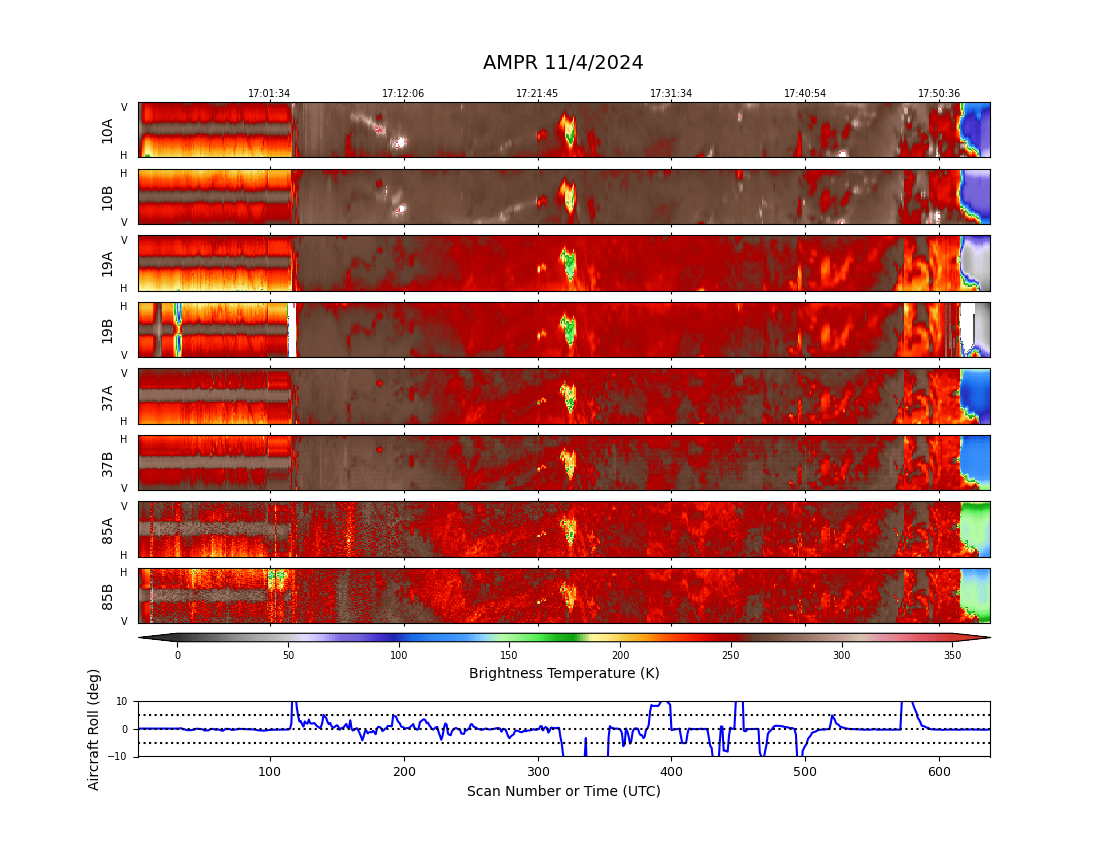 AMPR 11/4/2024
17:01:34 17:12:06 17:21:45 17:31:34 17:40:54 17:50:36
V
10A
H
H
10B
V
V
19A
H
H
19B
V
V
37A
H
H
37B
V
V
85A
H
H
85B
V
0 50 100 150 200 250 300 350
Brightness Temperature (K)
Aircraft Roll (deg)
10
0
−10
100 200 300 400 500 600
Scan Number or Time (UTC)